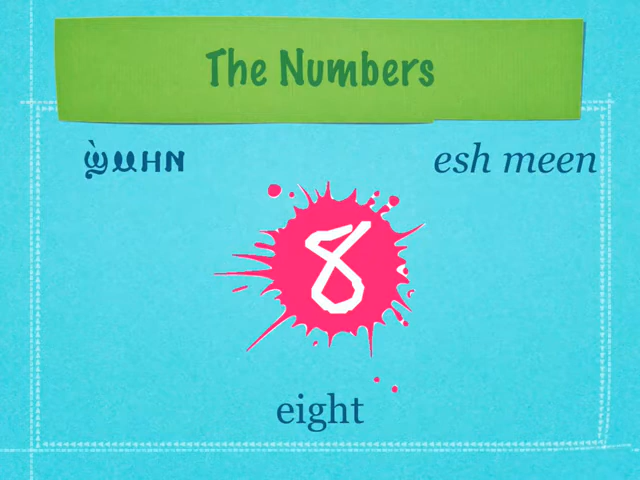 The Numbers
ϣ̀ⲙⲏⲛ esh meen
8
eight